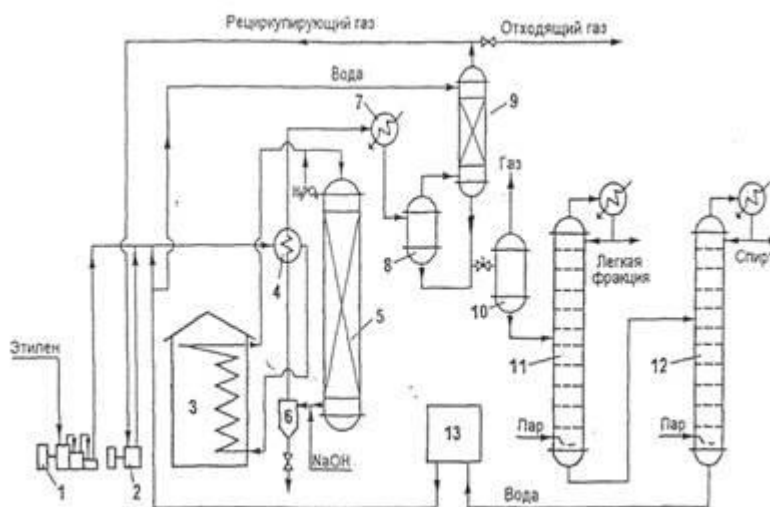 Рециркулирующий газ
Отходящий газ
Вода
7
9
Газ
H₃PO₄
4
8
10
Легкая
фракция
Спирт
5
Этилен
3
11
12
6
13
Пар
Пар
NaOH
1
2
Вода